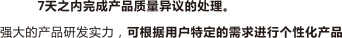 7天之内完成产品质量异议的处理。
强大的产品研发实力，可根据用户特定的需求进行个性化产品